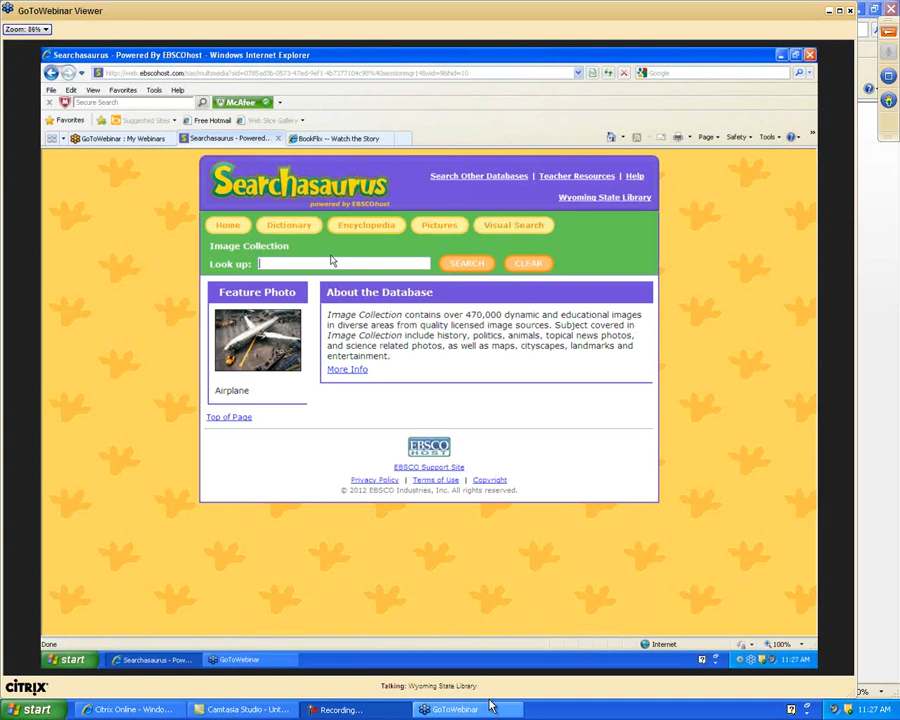 GoToWebinar Viewer
Zoom: 86%
Searchasaurus - Powered By EBSCOhost - Windows Internet Explorer
Google
File Edit View Favorites Tools Help
Secure Search McAfee
Favorites Suggested Sites Free Hotmail Web Slice Gallery
GoToWebinar : My Webinars Searchasaurus - Powered... BookFlix -- Watch the Story Page Safety Tools
Searchasaurus
powered by EBSCOhost
Search Other Databases | Teacher Resources | Help
Wyoming State Library
Home Dictionary Encyclopedia Pictures Visual Search
Image Collection
Look up: SEARCH CLEAR
Feature Photo
Airplane
About the Database
Image Collection contains over 470,000 dynamic and educational images
in diverse areas from quality licensed image sources. Subject covered in
Image Collection include history, politics, animals, topical news photos,
and science related photos, as well as maps, cityscapes, landmarks and
entertainment.
More Info
Top of Page
EBSCO
HOST
EBSCO Support Site
Privacy Policy | Terms of Use | Copyright
© 2012 EBSCO Industries, Inc. All rights reserved.
Done Internet 100%
start Searchasaurus - Pow... GoToWebinar 11:27 AM
CITRIX Talking: Wyoming State Library
start Citrix Online - Windo... Camtasia Studio - Unt... Recording... GoToWebinar 11:27 AM